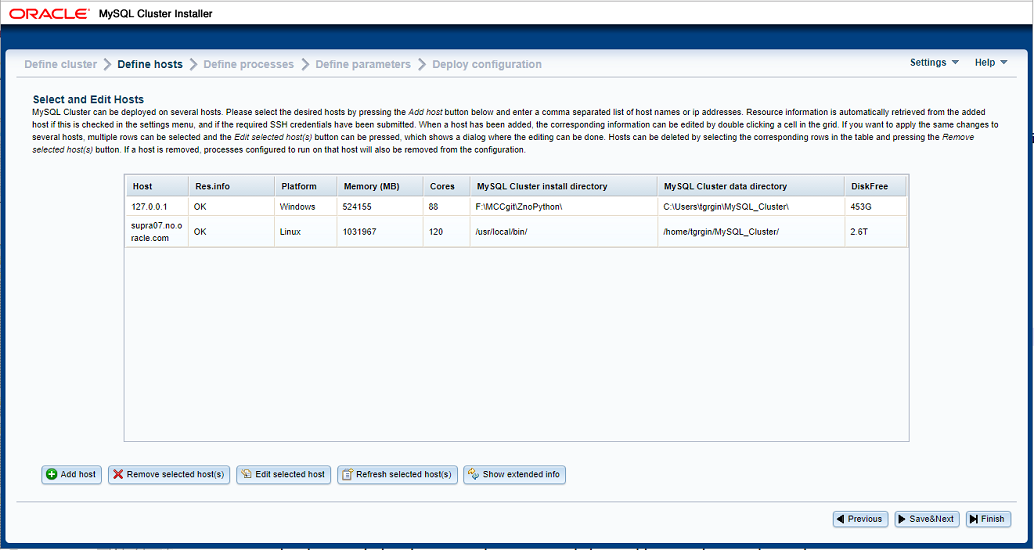 ORACLE® MySQL Cluster Installer
Define cluster Define hosts Define processes Define parameters Deploy configuration Settings Help
Select and Edit Hosts
MySQL Cluster can be deployed on several hosts. Please select the desired hosts by pressing the Add host button below and enter a comma separated list of host names or ip addresses. Resource information is automatically retrieved from the added
host if this is checked in the settings menu, and if the required SSH credentials have been submitted. When a host has been added, the corresponding information can be edited by double clicking a cell in the grid. If you want to apply the same changes to
several hosts, multiple rows can be selected and the Edit selected host(s) button can be pressed, which shows a dialog where the editing can be done. Hosts can be deleted by selecting the corresponding rows in the table and pressing the Remove
selected host(s) button. If a host is removed, processes configured to run on that host will also be removed from the configuration.
Host Res.info Platform Memory (MB) Cores MySQL Cluster install directory MySQL Cluster data directory DiskFree
127.0.0.1 OK Windows 524155 88 F:\MCCgit\ZnoPython\ C:\Users\tgrgin\MySQL_Cluster\ 453G
supra07.no.o
racle.com OK Linux 1031967 120 /usr/local/bin/ /home/tgrgin/MySQL_Cluster/ 2.6T
Add host Remove selected host(s) Edit selected host Refresh selected host(s) Show extended info
Previous Save&Next Finish